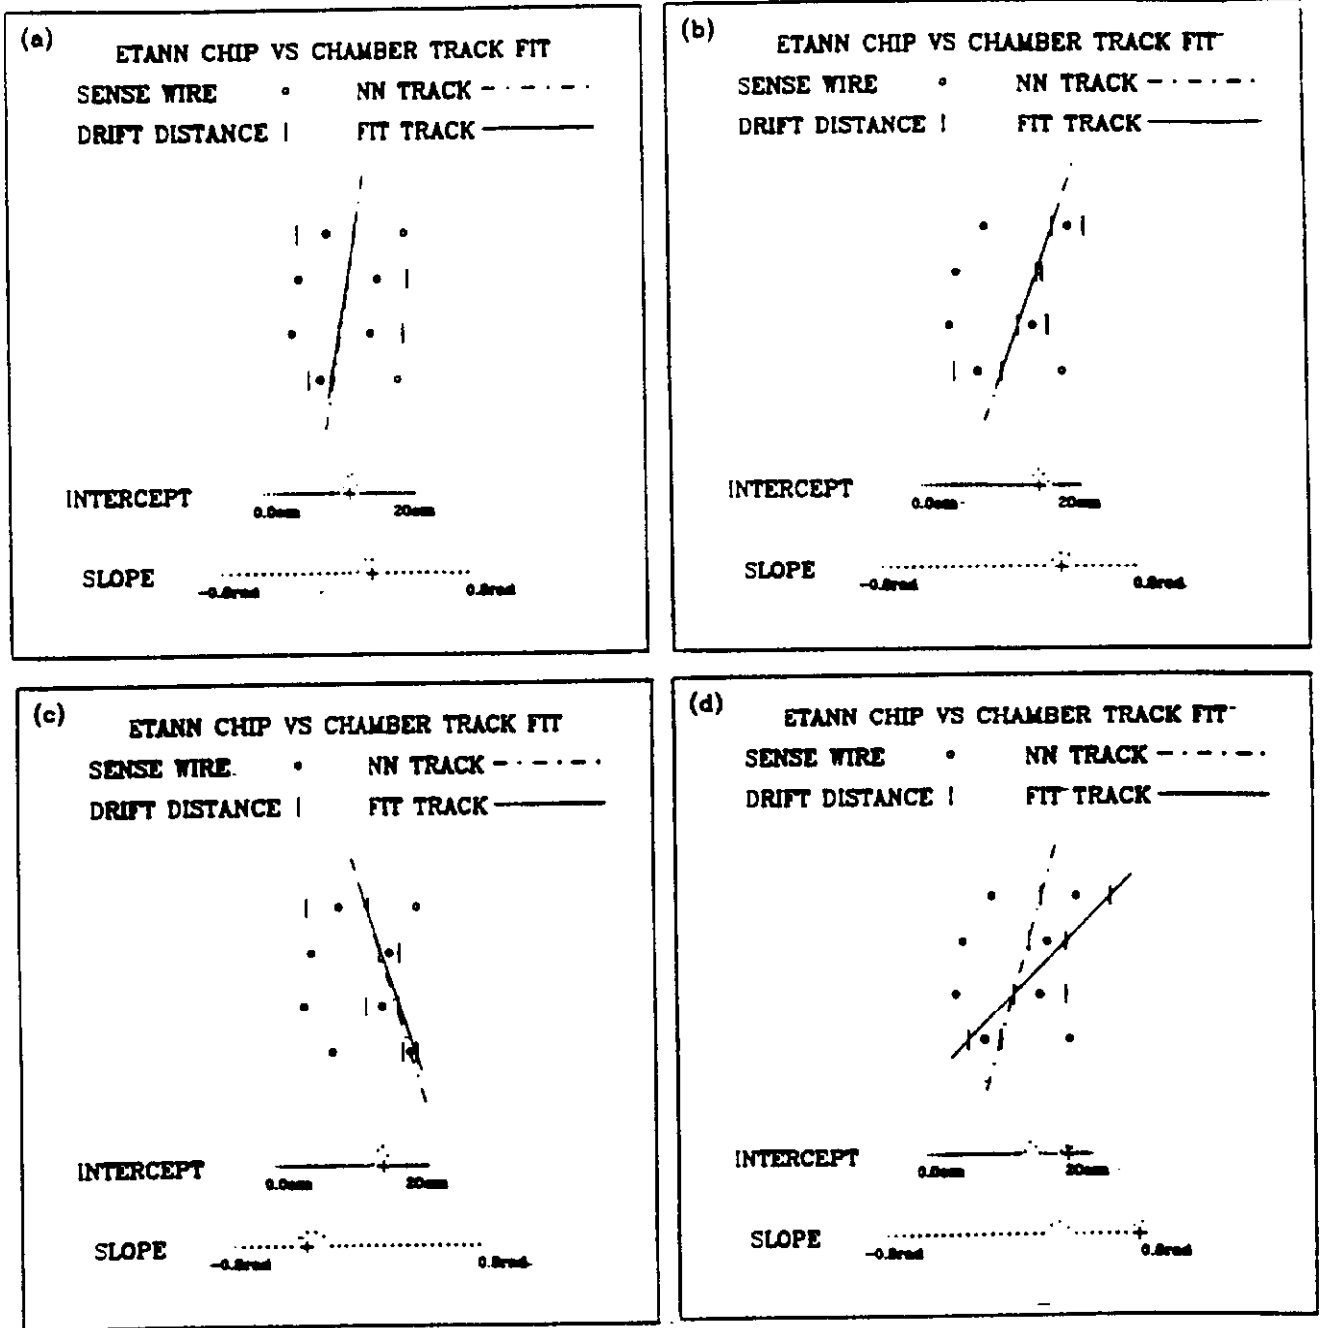 (a)
ETANN CHIP VS CHAMBER TRACK FIT
SENSE WIRE NN TRACK
DRIFT DISTANCE | FIT TRACK
INTERCEPT
0.0cm 20cm
SLOPE
(b)
ETANN CHIP VS CHAMBER TRACK FIT
SENSE WIRE NN TRACK
DRIFT DISTANCE | FIT TRACK
INTERCEPT
0.0cm 20cm
SLOPE
(c)
ETANN CHIP VS CHAMBER TRACK FIT
SENSE WIRE NN TRACK
DRIFT DISTANCE | FIT TRACK
INTERCEPT
0.0cm 20cm
SLOPE
(d)
ETANN CHIP VS CHAMBER TRACK FIT
SENSE WIRE NN TRACK
DRIFT DISTANCE | FIT TRACK
INTERCEPT
0.0cm 20cm
SLOPE